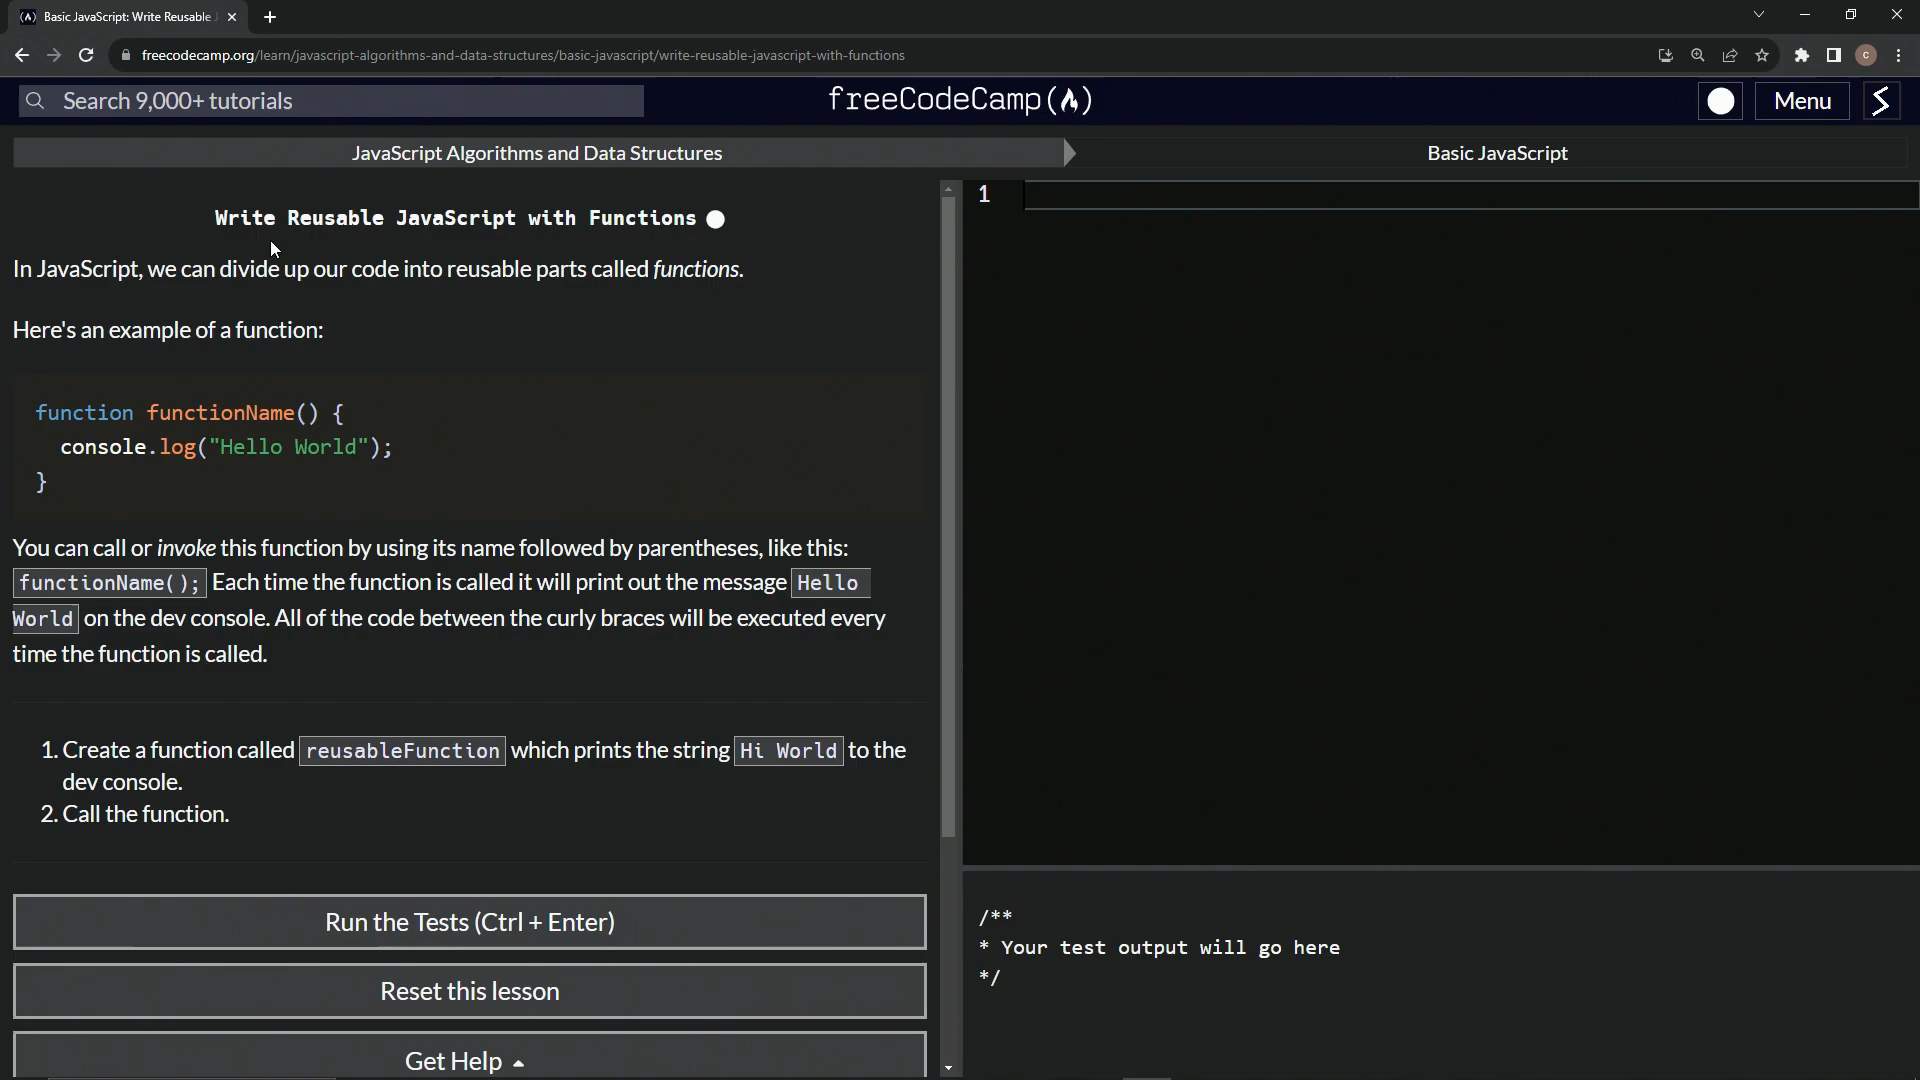 Basic JavaScript: Write Reusable J
freecodecamp.org/learn/javascript-algorithms-and-data-structures/basic-javascript/write-reusable-javascript-with-functions
c
Search 9,000+ tutorials
freeCodeCamp
Menu
JavaScript Algorithms and Data Structures
Basic JavaScript
Write Reusable JavaScript with Functions
In JavaScript, we can divide up our code into reusable parts called functions.
Here's an example of a function:
function functionName() {
console.log("Hello World");
}
You can call or invoke this function by using its name followed by parentheses, like this:
functionName(); Each time the function is called it will print out the message Hello
World on the dev console. All of the code between the curly braces will be executed every
time the function is called.
1. Create a function called reusableFunction which prints the string Hi World to the
dev console.
2. Call the function.
Run the Tests (Ctrl + Enter)
Reset this lesson
Get Help
1
/**
* Your test output will go here
*/